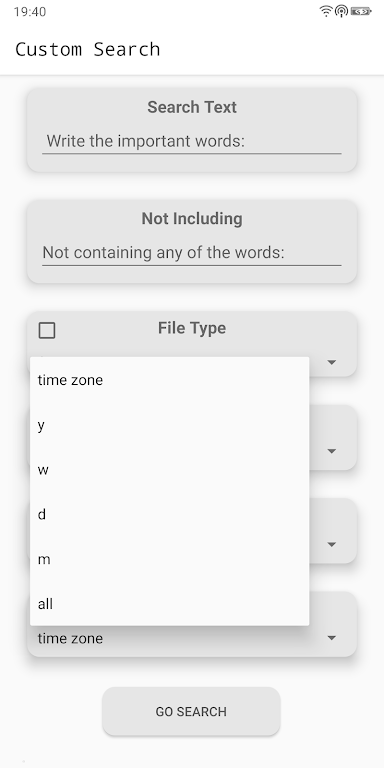 19:40
Custom Search
Search Text
Write the important words:
Not Including
Not containing any of the words:
File Type
time zone
y
w
d
m
all
time zone
GO SEARCH